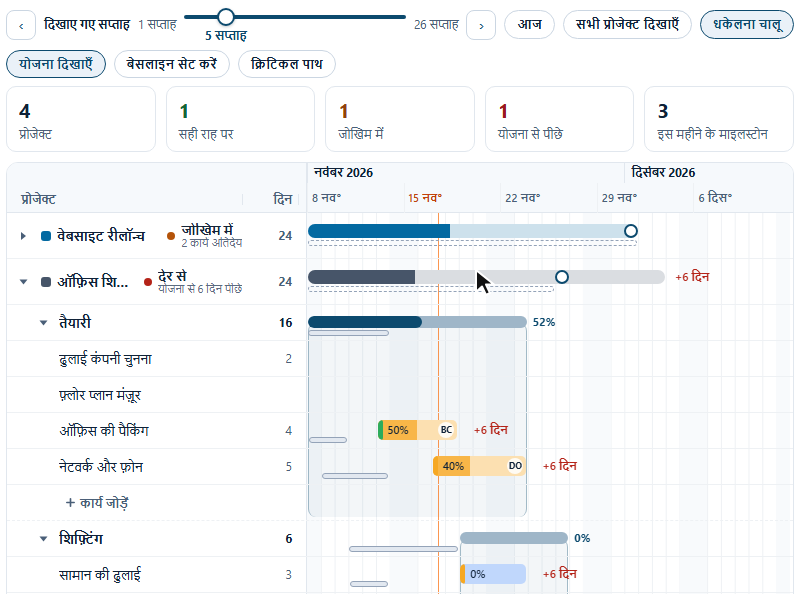 ‹ दिखाए गए सप्ताह 1 सप्ताह 5 सप्ताह 26 सप्ताह › आज सभी प्रोजेक्ट दिखाएँ धकेलना चालू
योजना दिखाएँ बेसलाइन सेट करें क्रिटिकल पाथ
4 1 1 1 3
प्रोजेक्ट सही राह पर जोखिम में योजना से पीछे इस महीने के माइलस्टोन
नवंबर 2026 दिसंबर 2026
प्रोजेक्ट दिन 8 नव॰ 15 नव॰ 22 नव॰ 29 नव॰ 6 दिस॰
वेबसाइट रीलॉन्च जोखिम में 24
2 कार्य अतिदेय
ऑफ़िस शि… देर से 24 +6 दिन
योजना से 6 दिन पीछे
तैयारी 16 52%
ढुलाई कंपनी चुनना 2
फ़्लोर प्लान मंज़ूर
ऑफ़िस की पैकिंग 4 50% BC +6 दिन
नेटवर्क और फ़ोन 5 40% DO +6 दिन
+ कार्य जोड़ें
शिफ़्टिंग 6 0%
सामान की ढुलाई 3 0% +6 दिन